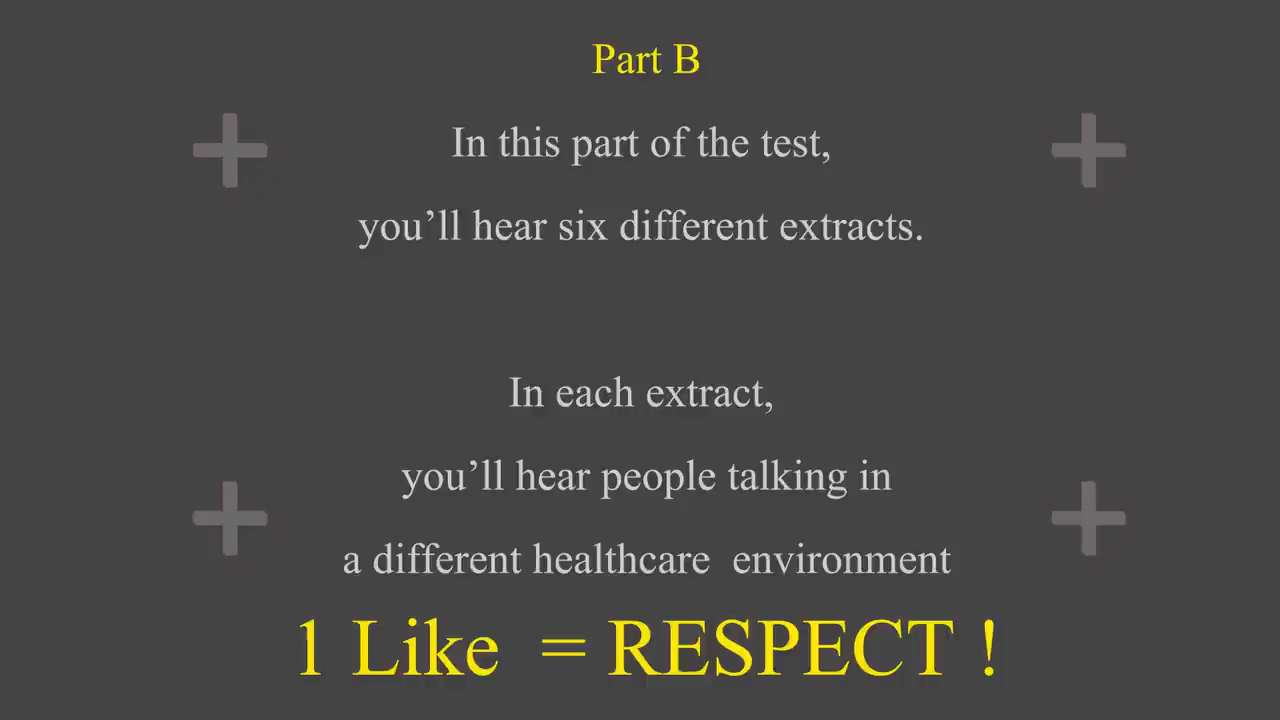 Part B
In this part of the test,
you’ll hear six different extracts.
In each extract,
you’ll hear people talking in
a different healthcare  environment
1 Like  = RESPECT !